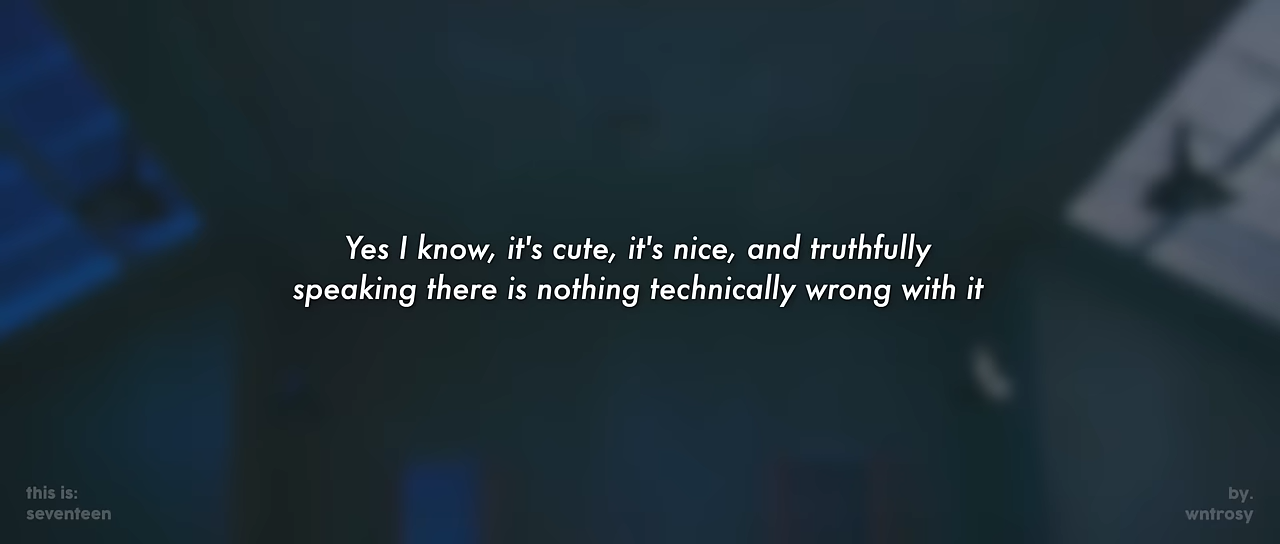 Yes I know, it's cute, it's nice, and truthfully
speaking there is nothing technically wrong with it
this is:
seventeen
by.
wntrosy